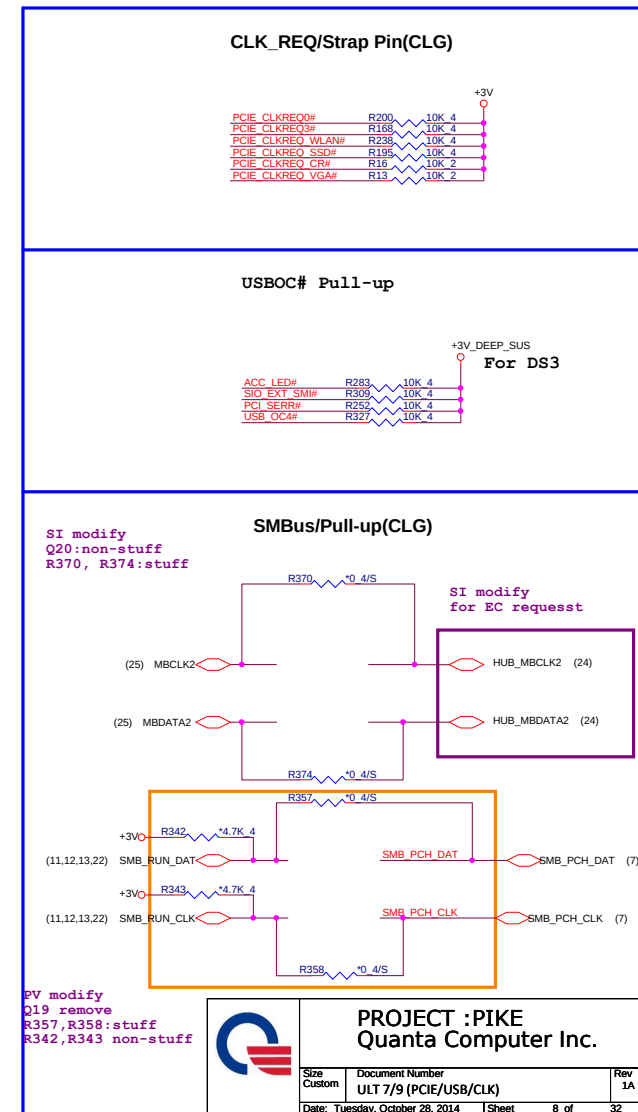 CLK_REQ/Strap Pin(CLG)
+3V
PCIE_CLKREQ0# R200 10K_4
PCIE_CLKREQ3# R168 10K_4
PCIE_CLKREQ_WLAN# R238 10K_4
PCIE_CLKREQ_SSD# R195 10K_4
PCIE_CLKREQ_CR# R16 10K_2
PCIE_CLKREQ_VGA# R13 10K_2
USBOC# Pull-up
+3V_DEEP_SUS
For DS3
ACC_LED# R283 10K_4
SIO_EXT_SMI# R309 10K_4
PCI_SERR# R252 10K_4
USB_OC4# R327 10K_4
SMBus/Pull-up(CLG)
SI modify
Q20:non-stuff
R370, R374:stuff
R370 *0_4/S
SI modify
for EC requesst
(25) MBCLK2 HUB_MBCLK2 (24)
(25) MBDATA2 HUB_MBDATA2 (24)
R374 *0_4/S
R357 *0_4/S
+3V R342 *4.7K_4
(11,12,13,22) SMB_RUN_DAT SMB_PCH_DAT SMB_PCH_DAT (7)
+3V R343 *4.7K_4
(11,12,13,22) SMB_RUN_CLK SMB_PCH_CLK SMB_PCH_CLK (7)
R358 *0_4/S
PV modify
Q19 remove
R357,R358:stuff
R342,R343 non-stuff
PROJECT :PIKE
Quanta Computer Inc.
Size Document Number Rev
Custom ULT 7/9 (PCIE/USB/CLK) 1A
Date: Tuesday, October 28, 2014 Sheet 8 of 32